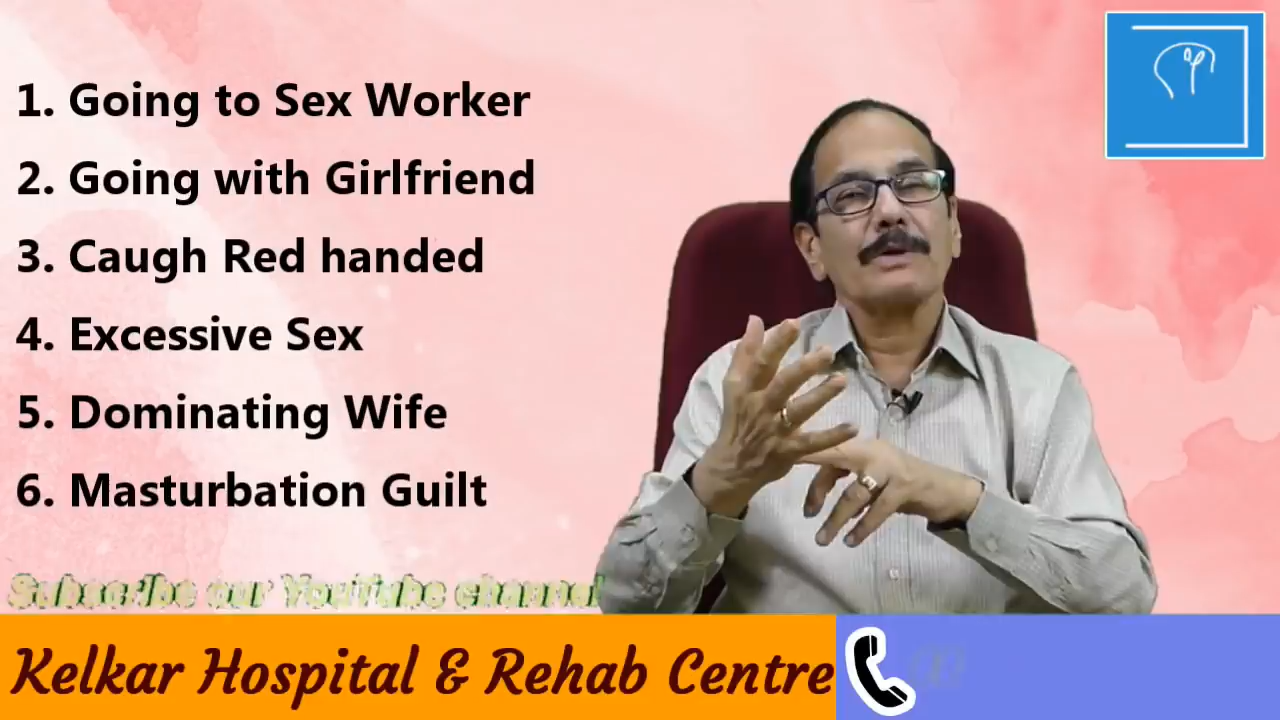 1. Going to Sex Worker
2. Going with Girlfriend
3. Caugh Red handed
4. Excessive Sex
5. Dominating Wife
6. Masturbation Guilt
Subscribe our YouTube channel
Kelkar Hospital & Rehab Centre